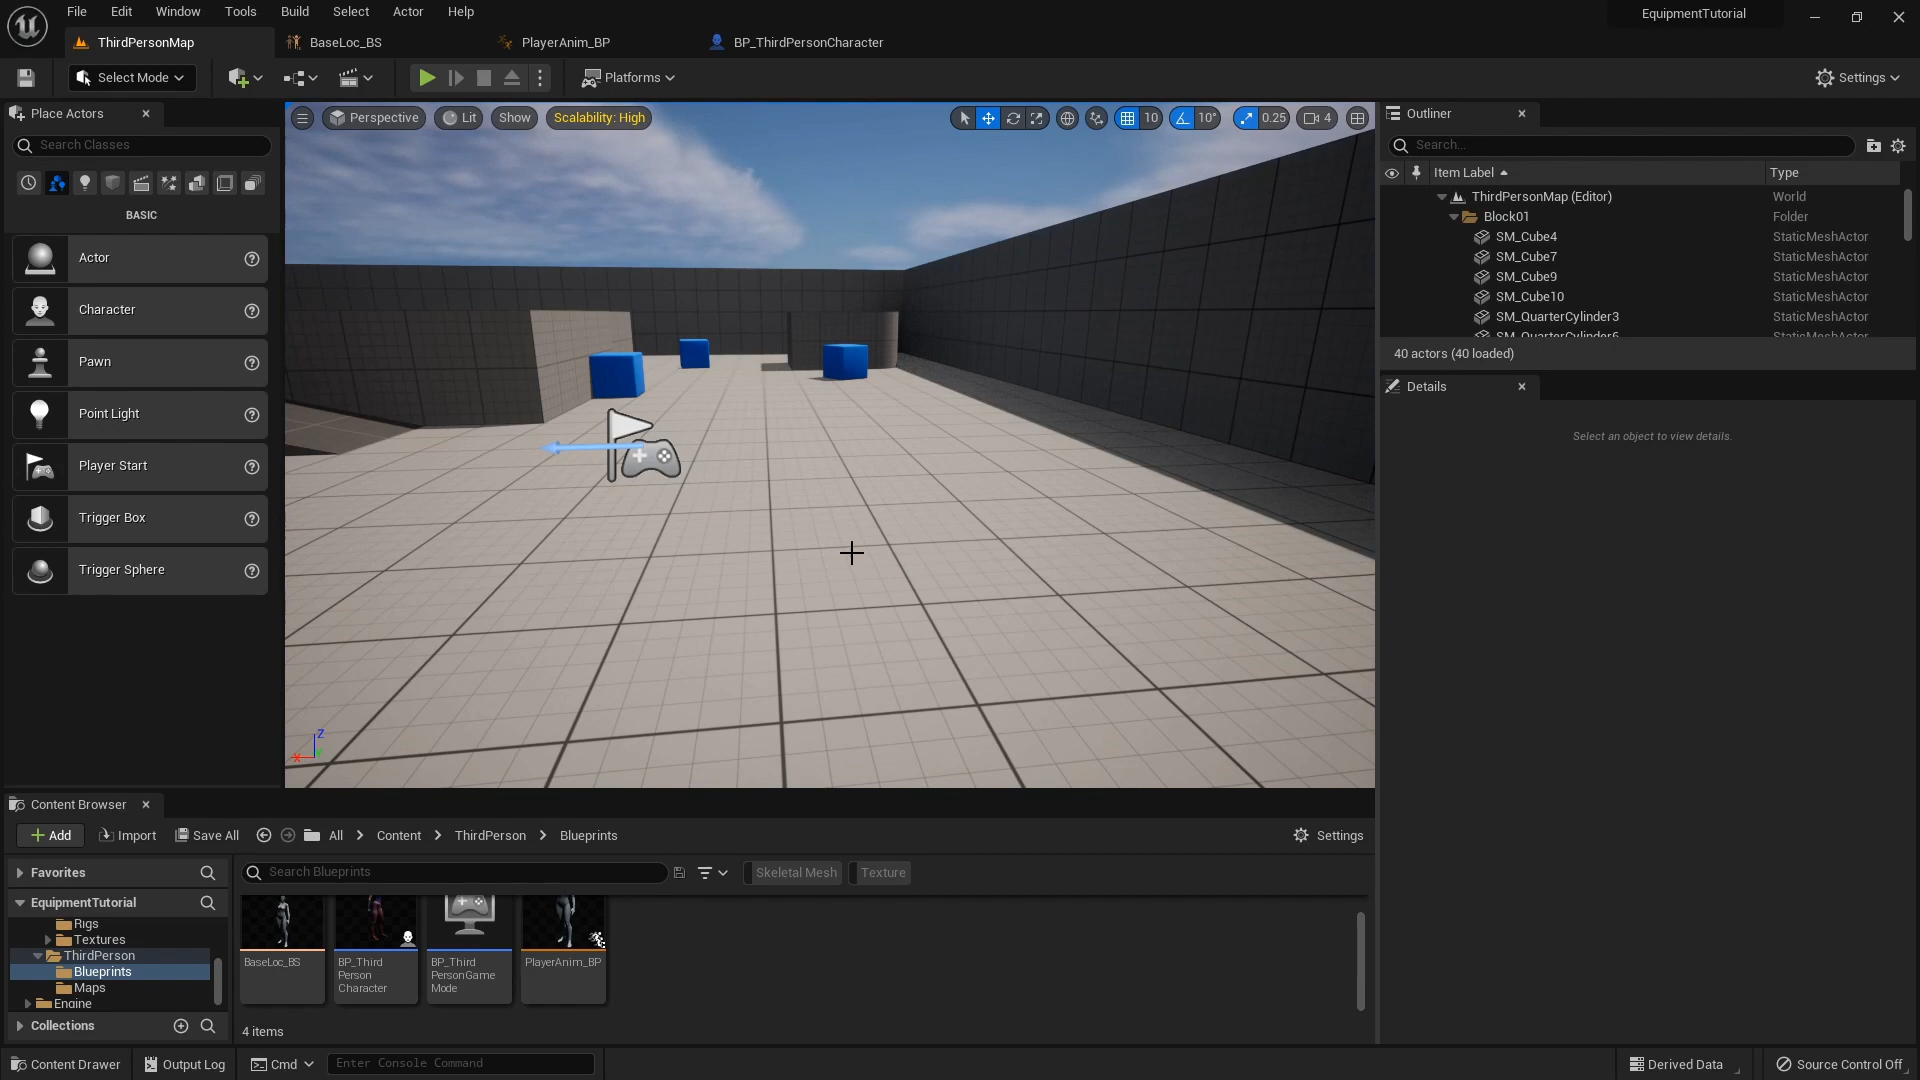 File Edit Window Tools Build Select Actor Help
EquipmentTutorial
ThirdPersonMap
BaseLoc_BS
PlayerAnim_BP
BP_ThirdPersonCharacter
Select Mode
Platforms
Settings
Place Actors
Search Classes
BASIC
Actor
Character
Pawn
Point Light
Player Start
Trigger Box
Trigger Sphere
Perspective
Lit
Show
Scalability: High
10
10°
0.25
4
Z
X
Outliner
Search...
Item Label
Type
ThirdPersonMap (Editor) World
Block01 Folder
SM_Cube4 StaticMeshActor
SM_Cube7 StaticMeshActor
SM_Cube9 StaticMeshActor
SM_Cube10 StaticMeshActor
SM_QuarterCylinder3 StaticMeshActor
SM_QuarterCylinder6 StaticMeshActor
40 actors (40 loaded)
Details
Select an object to view details.
Content Browser
Add
Import
Save All
All
Content
ThirdPerson
Blueprints
Settings
Favorites
EquipmentTutorial
Rigs
Textures
ThirdPerson
Blueprints
Maps
Engine
Collections
Search Blueprints
Skeletal Mesh
Texture
BaseLoc_BS
BP_Third
Person
Character
BP_Third
PersonGame
Mode
PlayerAnim_BP
4 items
Content Drawer
Output Log
Cmd
Enter Console Command
Derived Data
Source Control Off